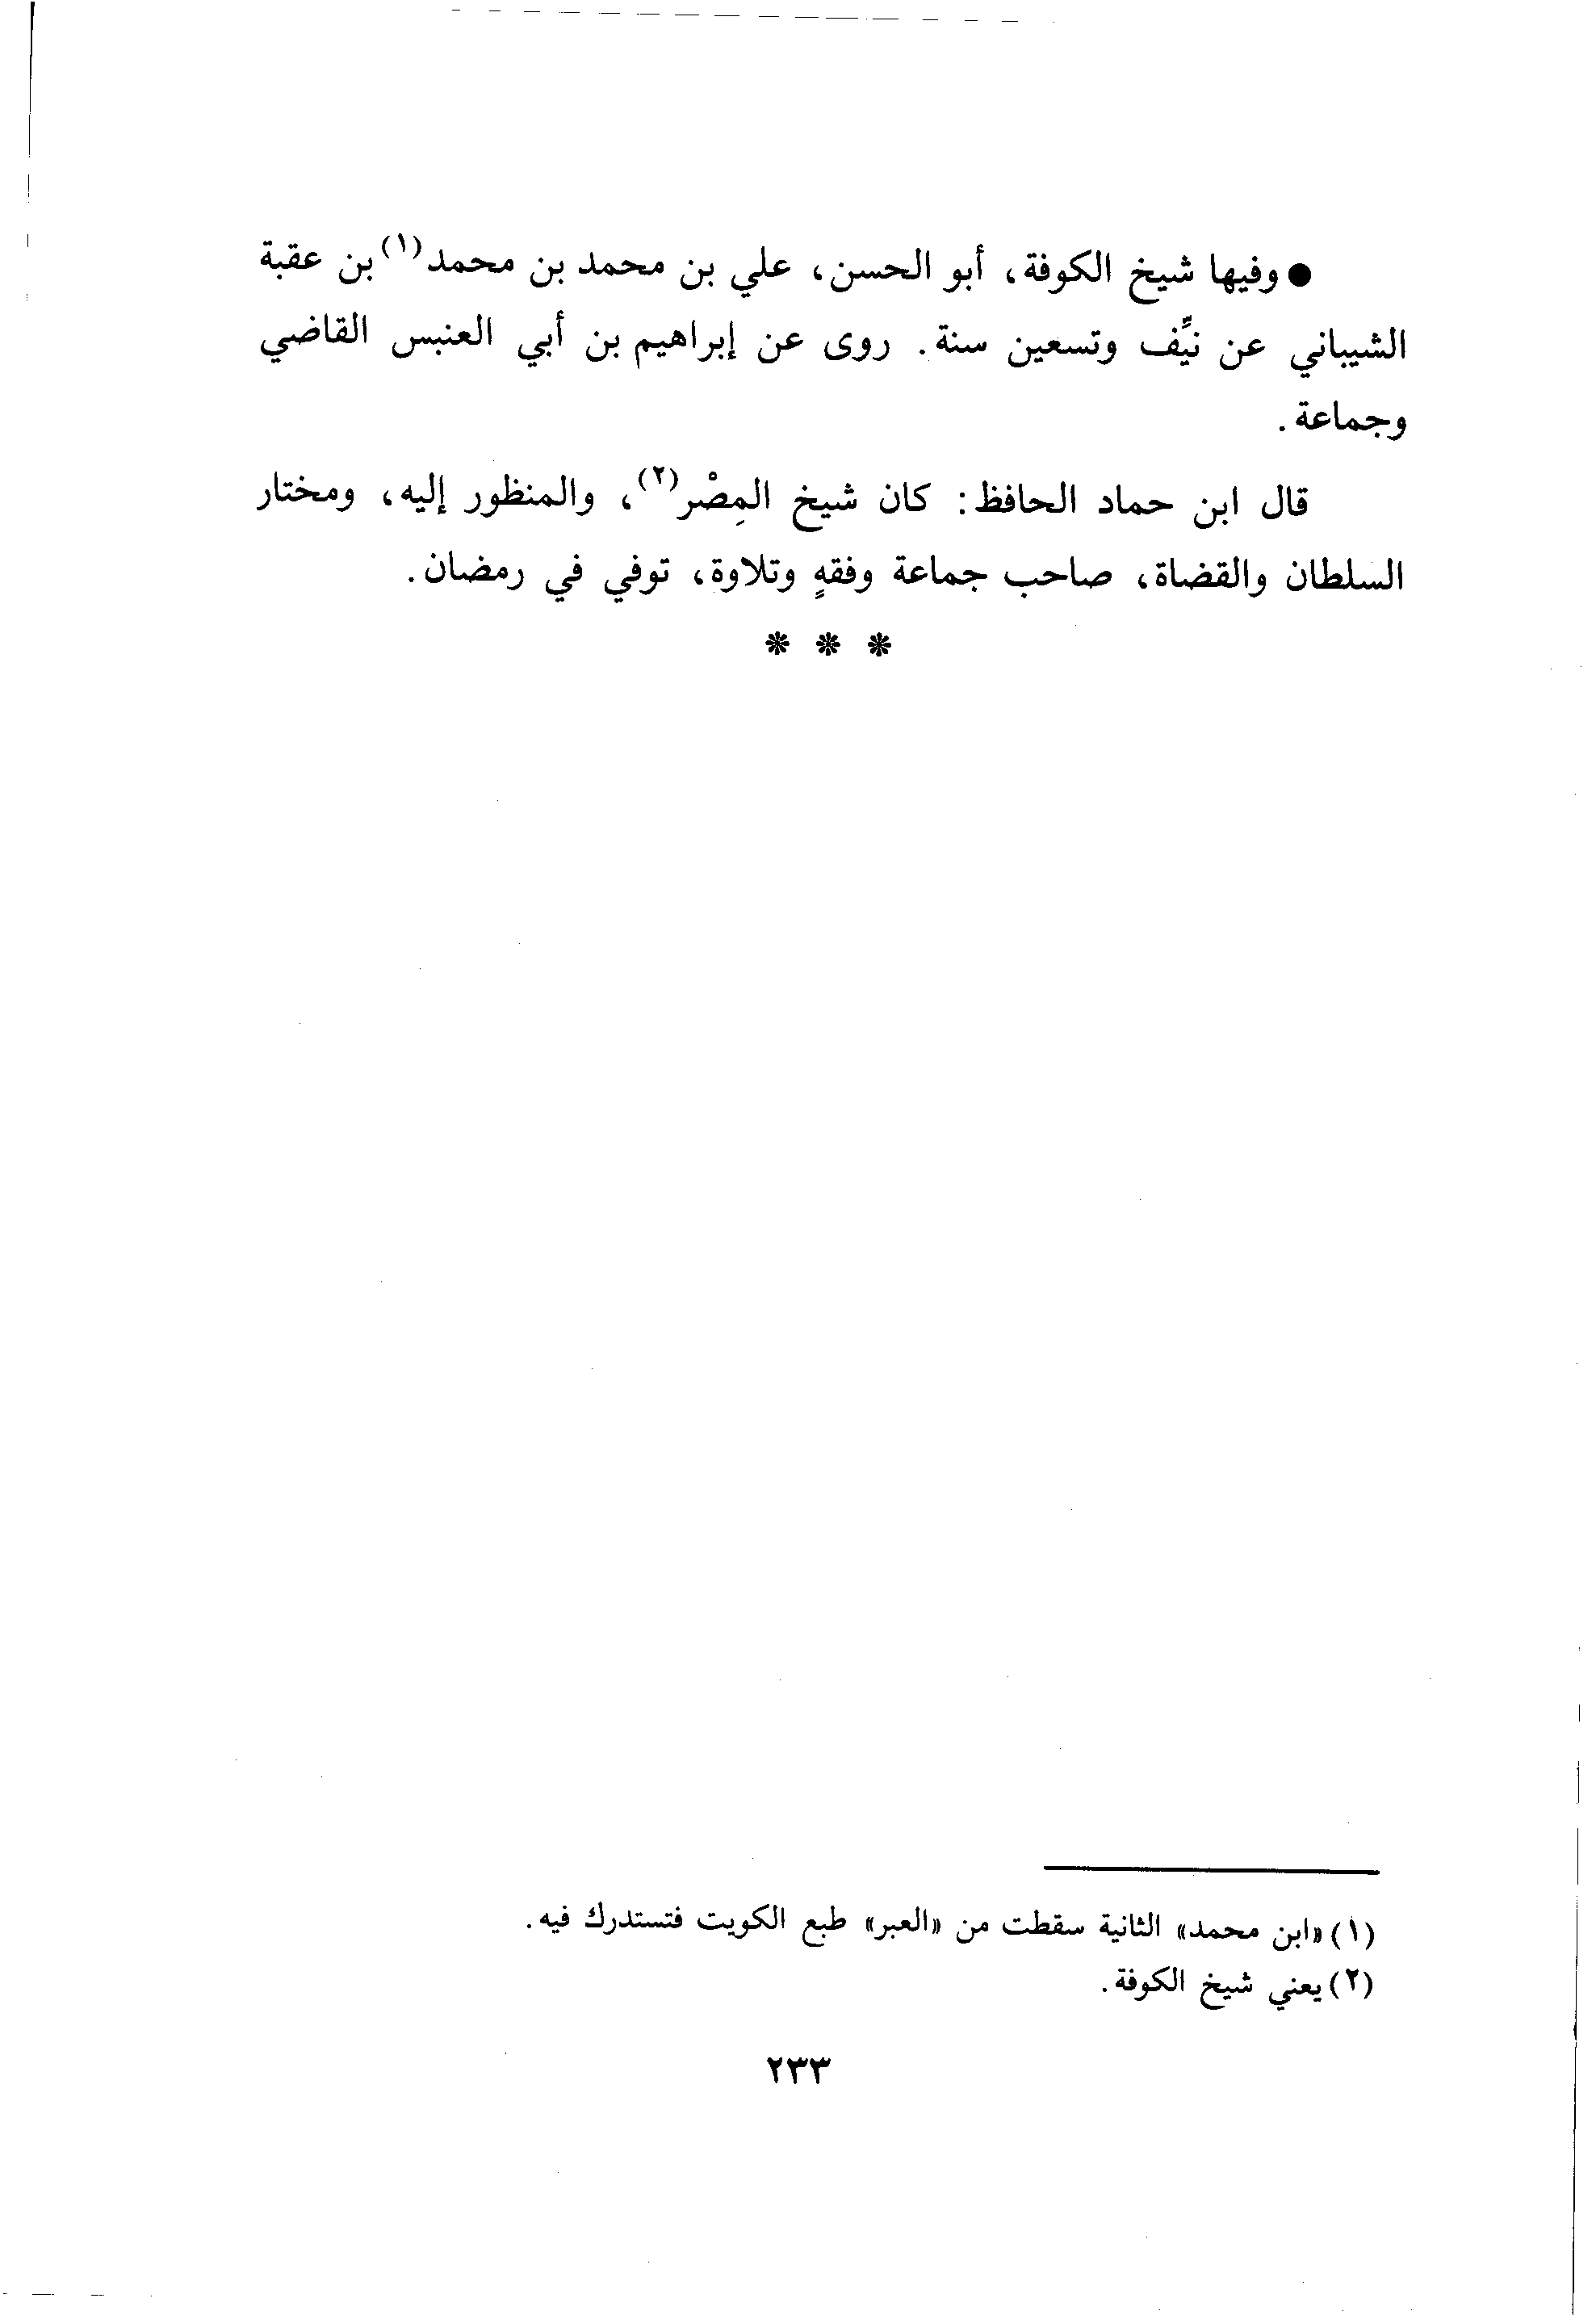 ● وفيها شيخ الكوفة، أبو الحسن، علي بن محمد بن محمد(١) بن عقبة
الشيباني عن نيِّف وتسعين سنة. روى عن إبراهيم بن أبي العنبس القاضي
وجماعة.
قال ابن حماد الحافظ: كان شيخ المِصْر(٢)، والمنظور إليه، ومختار
السلطان والقضاة، صاحب جماعة وفقهٍ وتلاوة، توفي في رمضان.
* * *
(١) «ابن محمد» الثانية سقطت من «العبر» طبع الكويت فتستدرك فيه.
(٢) يعني شيخ الكوفة.
٢٣٣